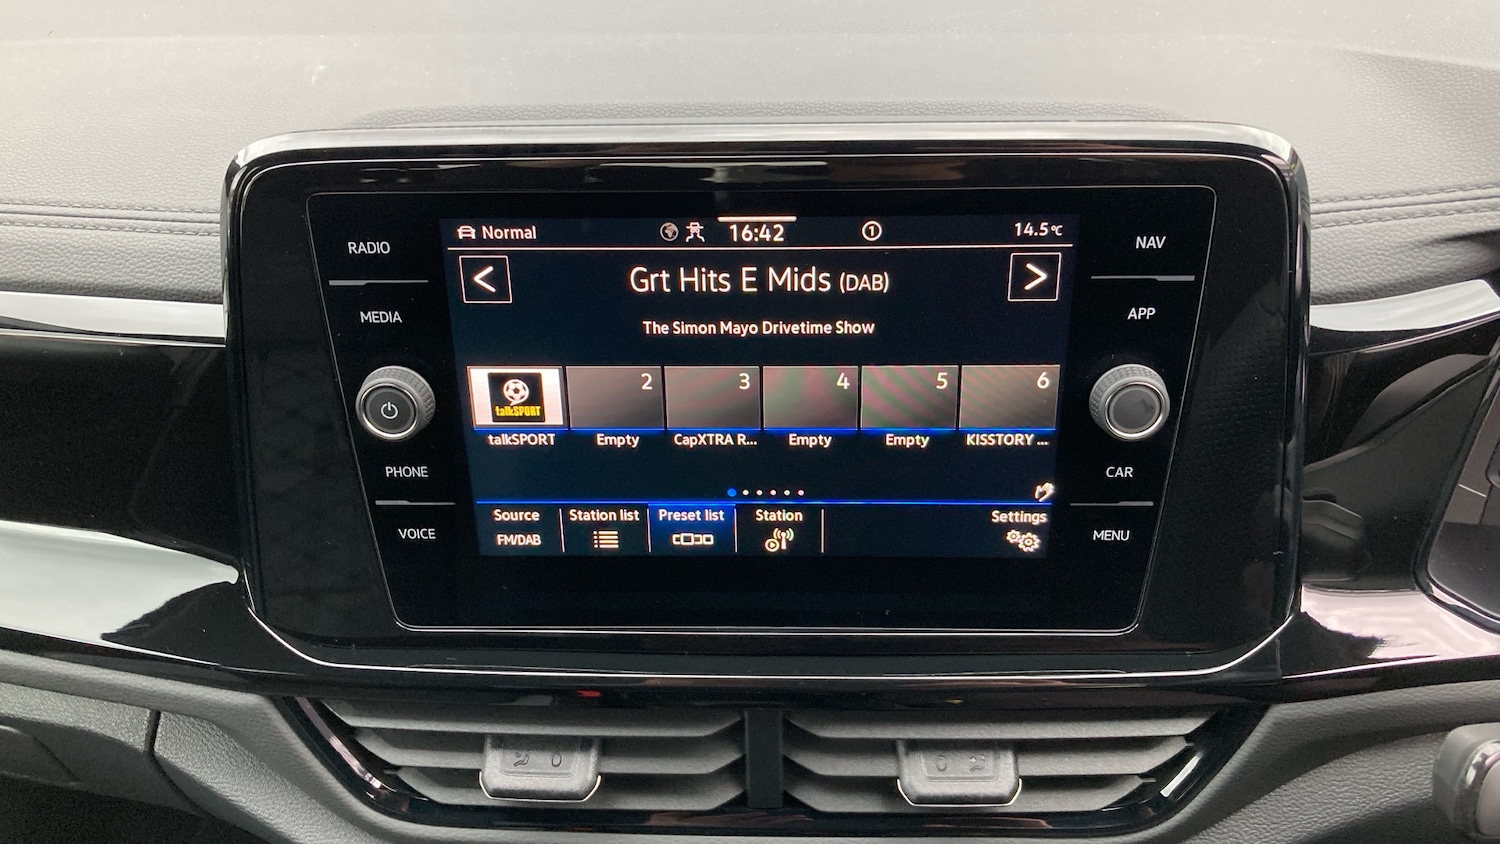 RADIO
MEDIA
PHONE
VOICE
Normal
16:42
1
14.5°C
<
Grt Hits E Mids (DAB)
>
The Simon Mayo Drivetime Show
talkSPORT
2
3
4
5
6
talkSPORT
Empty
CapXTRA R...
Empty
Empty
KISSTORY ...
Source
FM/DAB
Station list
Preset list
Station
Settings
NAV
APP
CAR
MENU